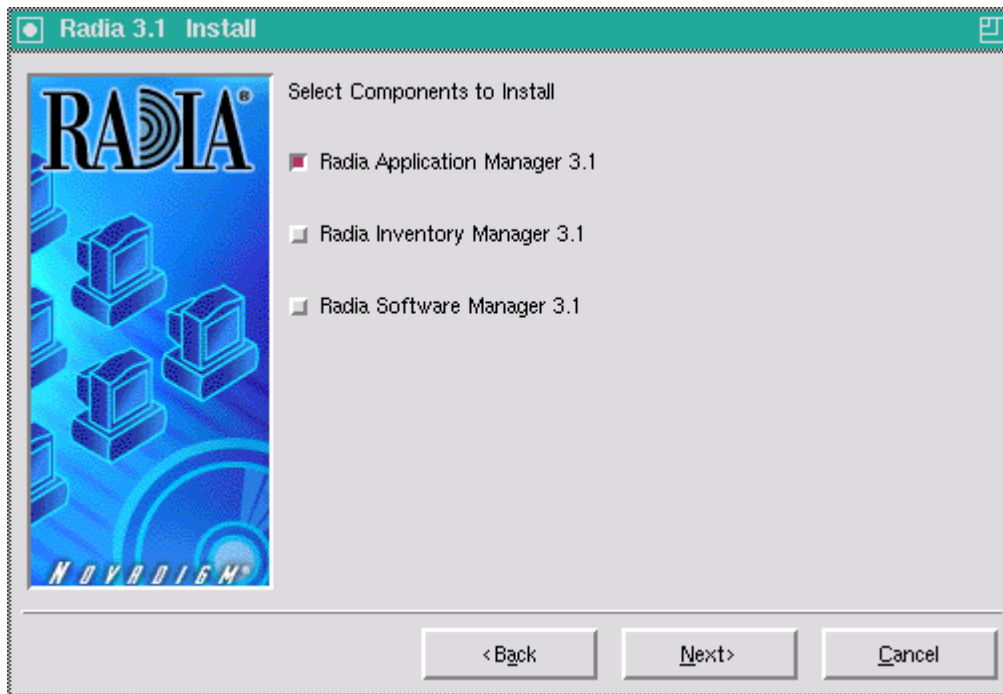 Radia 3.1 Install
RADIA®
Select Components to Install
Radia Application Manager 3.1
Radia Inventory Manager 3.1
Radia Software Manager 3.1
NOVADIGM®
<Back
Next>
Cancel